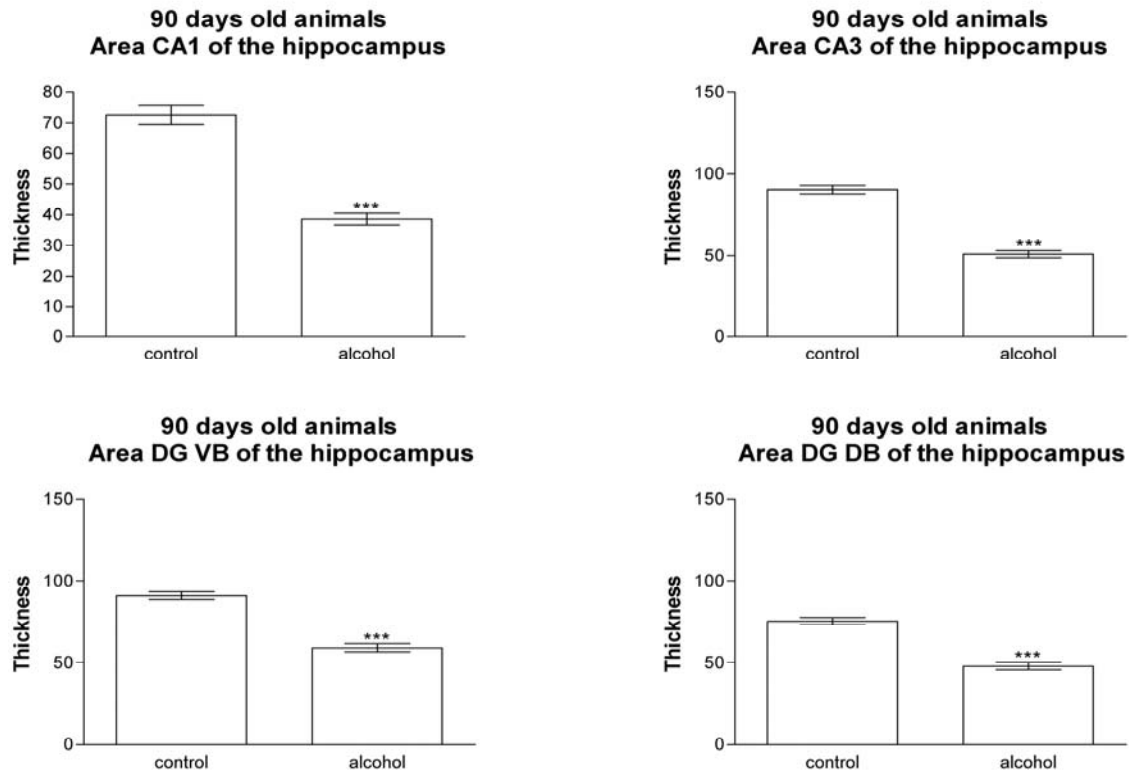 90 days old animals
Area CA1 of the hippocampus
80
70
60
50
40
30
20
10
0
Thickness
***
control
alcohol
90 days old animals
Area CA3 of the hippocampus
150
100
50
0
Thickness
***
control
alcohol
90 days old animals
Area DG VB of the hippocampus
150
100
50
0
Thickness
***
control
alcohol
90 days old animals
Area DG DB of the hippocampus
150
100
50
0
Thickness
***
control
alcohol